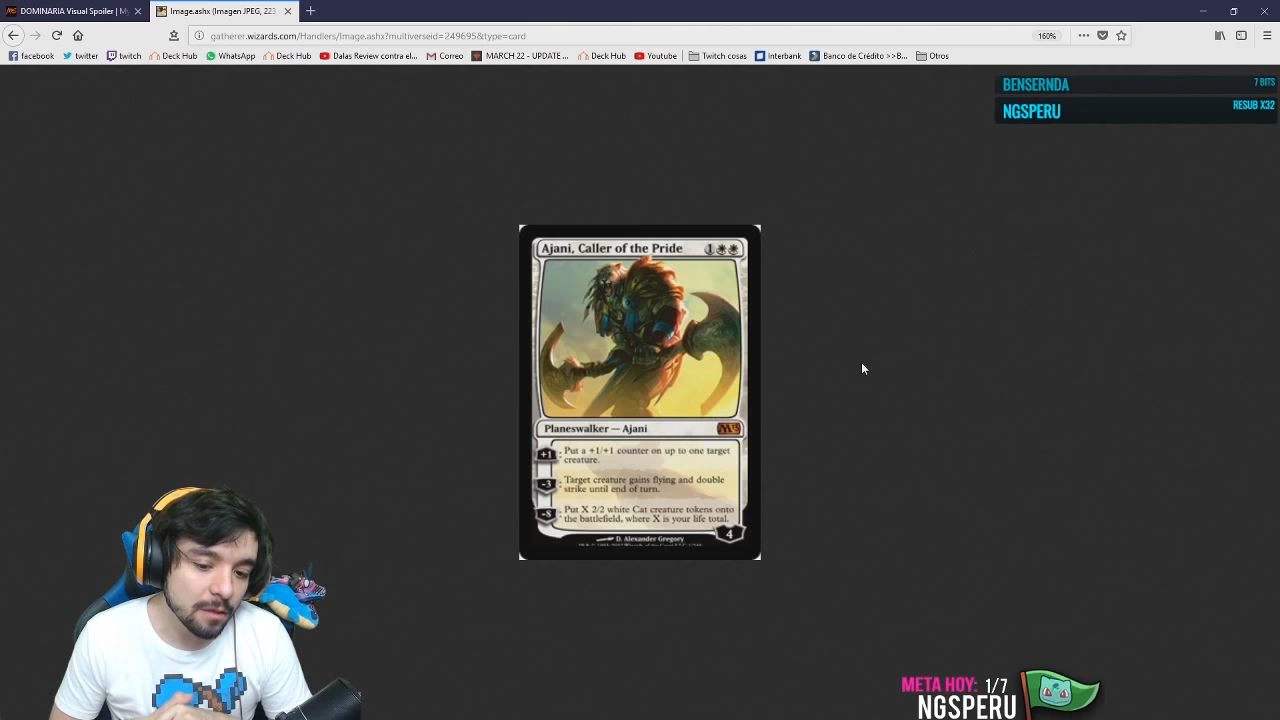 DOMINARIA Visual Spoiler | M
Image.ashx (Imagen JPEG, 223
gatherer.wizards.com/Handlers/Image.ashx?multiverseid=249695&type=card
160%
facebook twitter twitch Deck Hub WhatsApp Deck Hub Dalas Review contra el... Correo MARCH 22 - UPDATE ... Deck Hub Youtube Twitch cosas Interbank Banco de Crédito >>B... Otros
BENSERNDA 7 BITS
NGSPERU RESUB X32
Ajani, Caller of the Pride 1
Planeswalker — Ajani M13
+1: Put a +1/+1 counter on up to one target
creature.
-3: Target creature gains flying and double
strike until end of turn.
-8: Put X 2/2 white Cat creature tokens onto
the battlefield, where X is your life total.
4
D. Alexander Gregory
META HOY: 1/7
NGSPERU